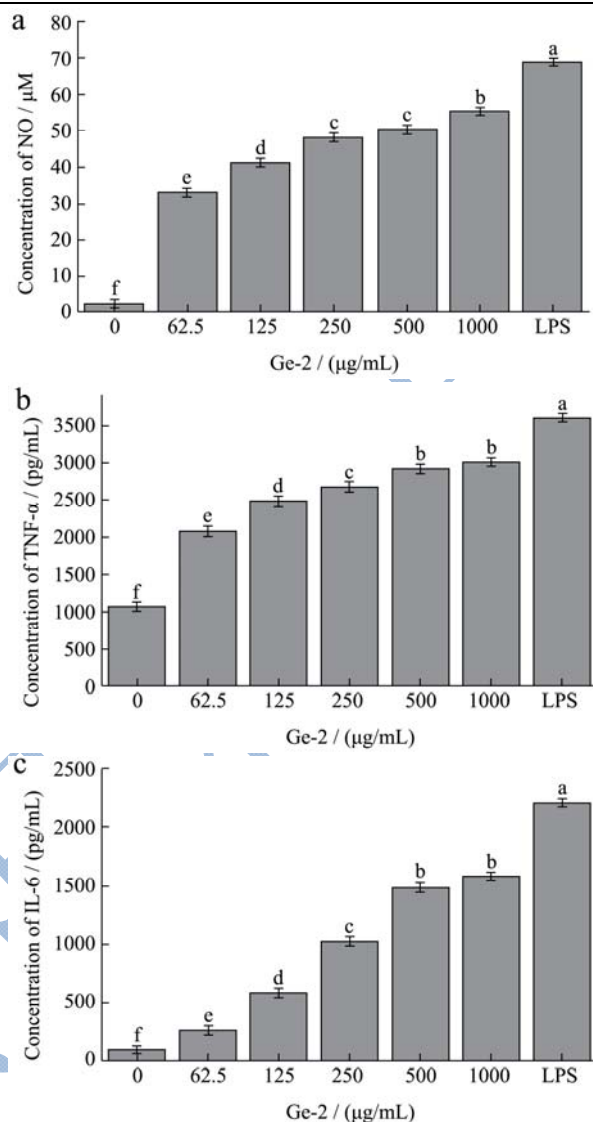 a
Concentration of NO / μM
80
70
60
50
40
30
20
10
0
f
e
d
c
c
b
a
0 62.5 125 250 500 1000 LPS
Ge-2 / (μg/mL)
b
Concentration of TNF-α / (pg/mL)
3500
3000
2500
2000
1500
1000
500
0
f
e
d
c
b
b
a
0 62.5 125 250 500 1000 LPS
Ge-2 / (μg/mL)
c
Concentration of IL-6 / (pg/mL)
2500
2000
1500
1000
500
0
f
e
d
c
b
b
a
0 62.5 125 250 500 1000 LPS
Ge-2 / (μg/mL)